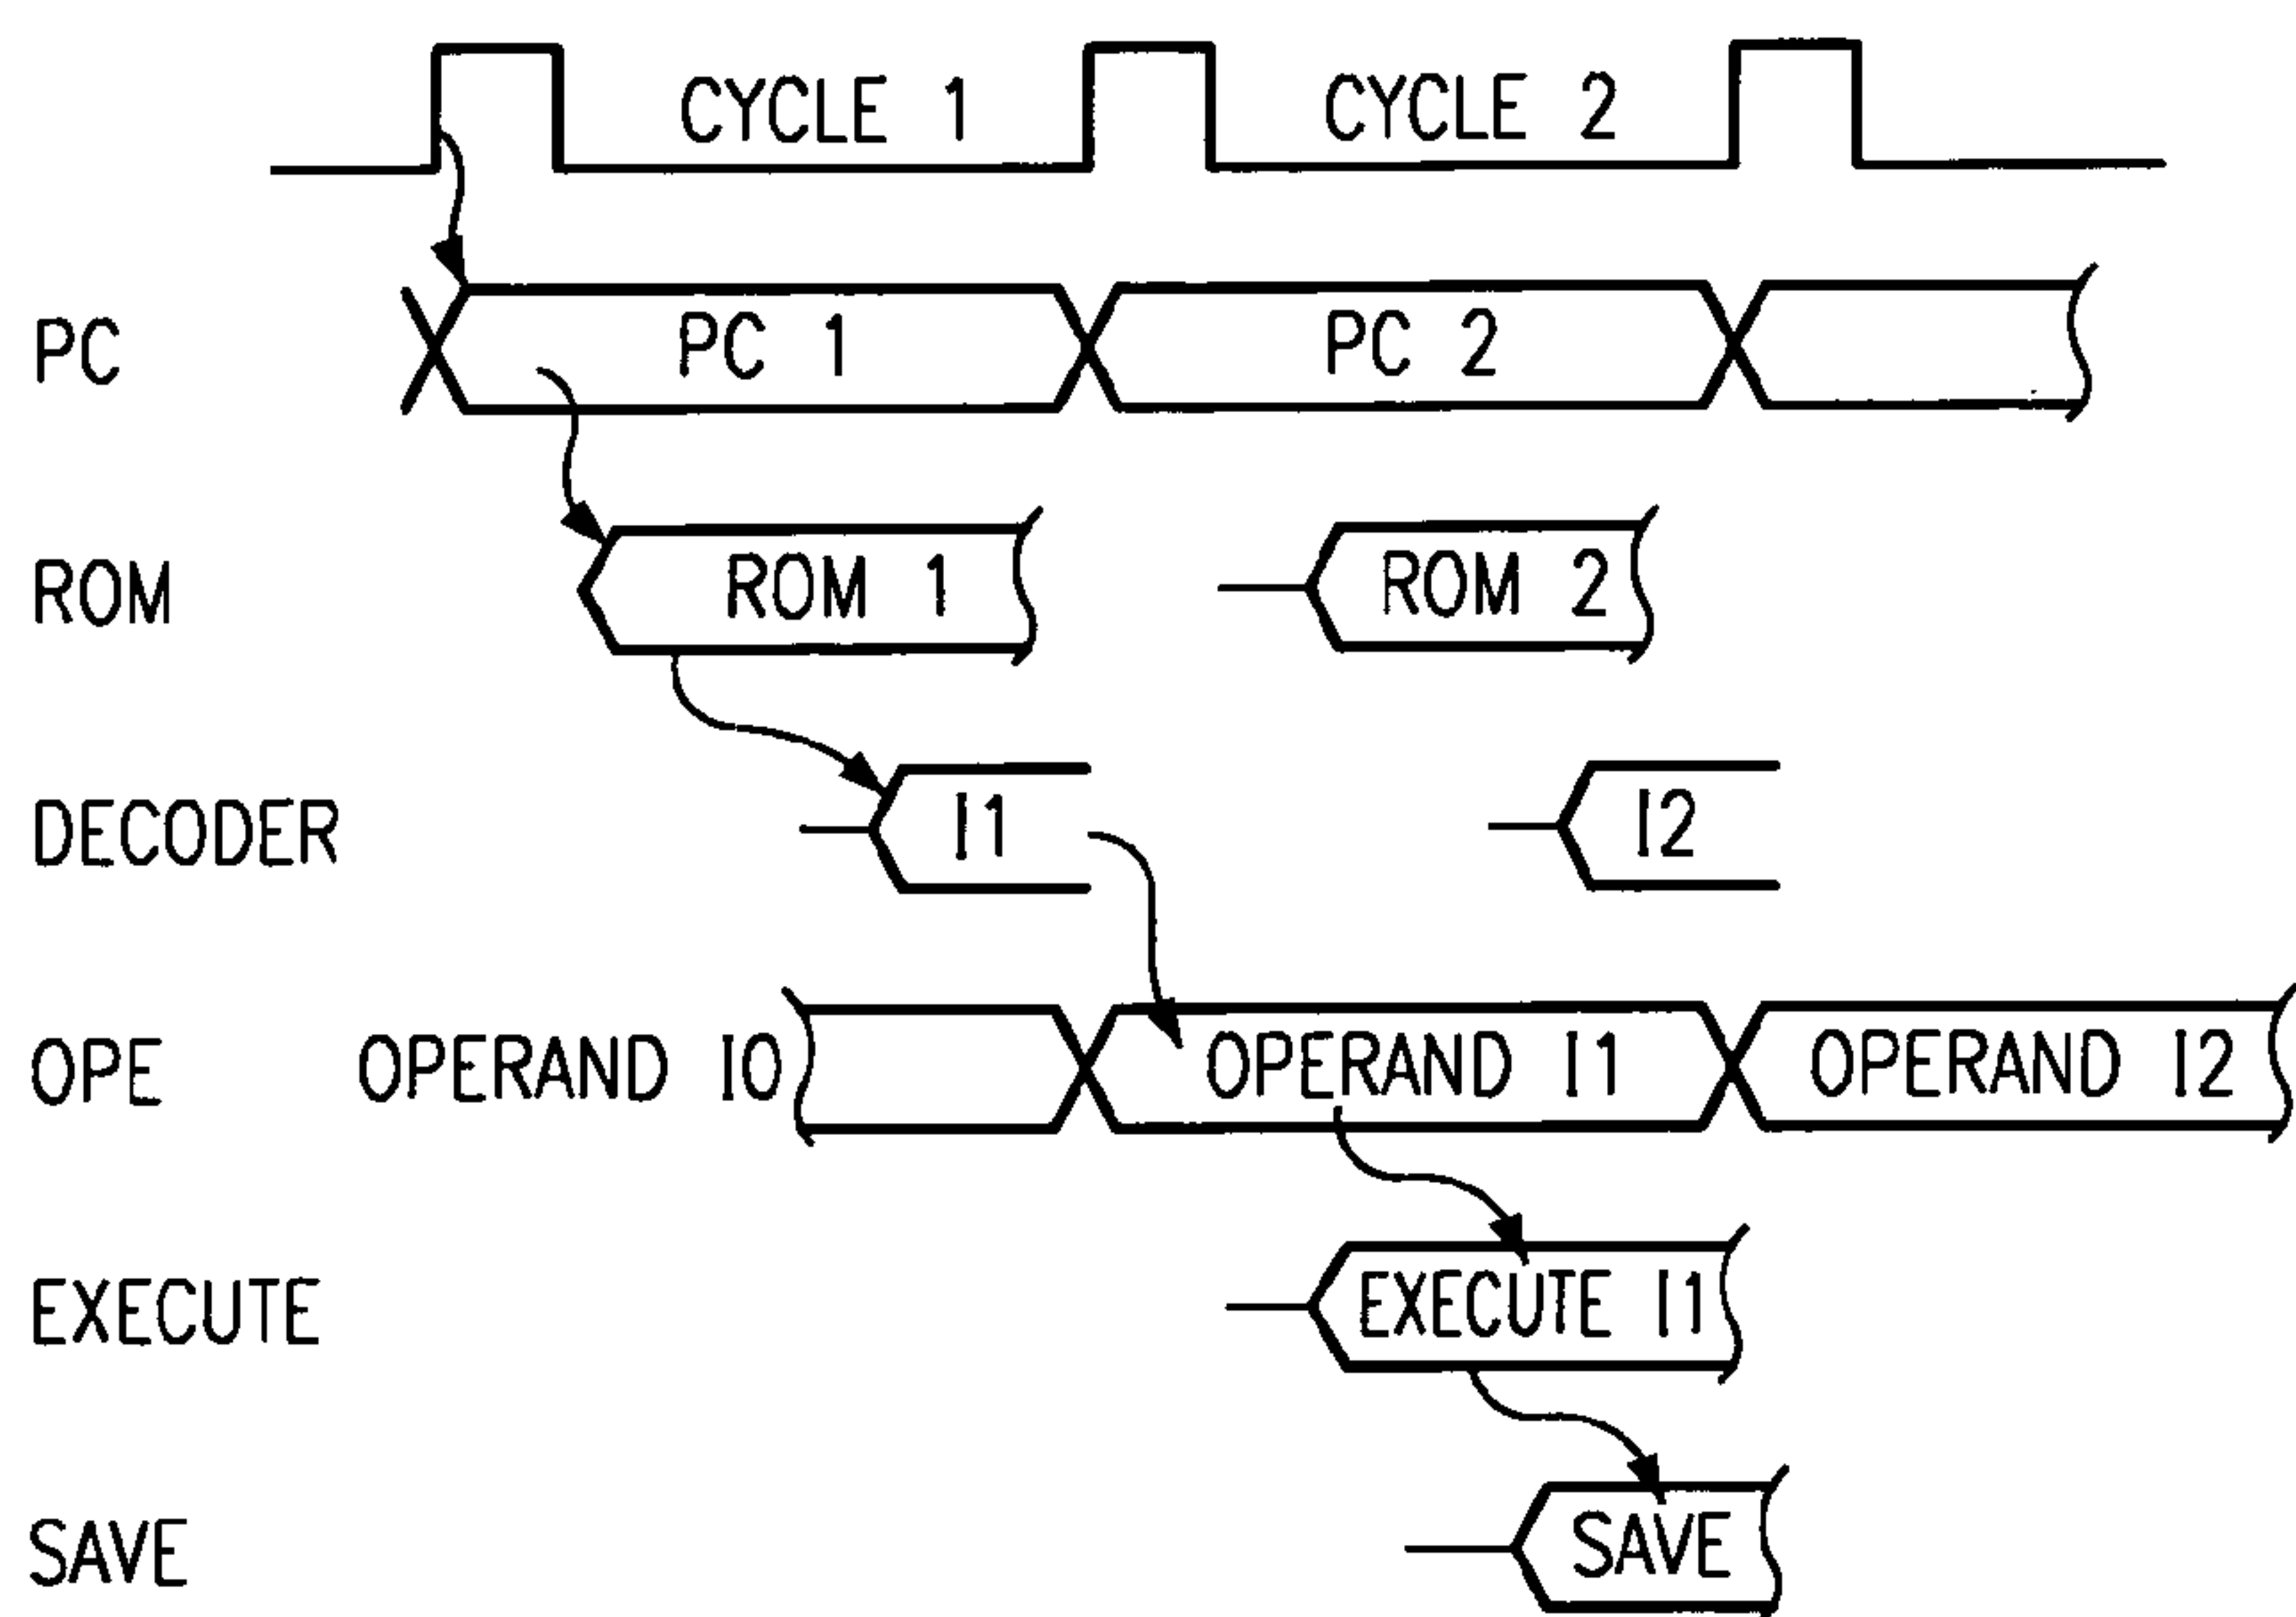 CYCLE 1 CYCLE 2
PC PC 1 PC 2
ROM ROM 1 ROM 2
DECODER I1 I2
OPE OPERAND I0 OPERAND I1 OPERAND I2
EXECUTE EXECUTE I1
SAVE SAVE